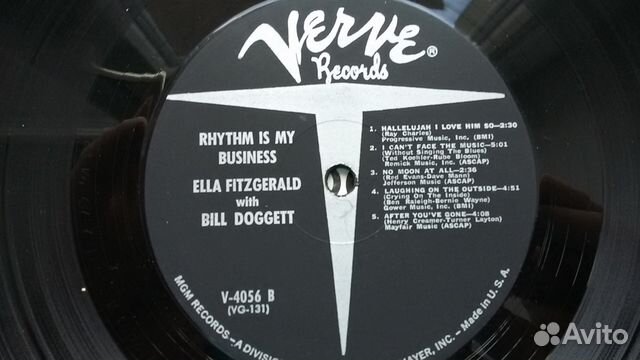 Verve®
Records
RHYTHM IS MY
BUSINESS
ELLA FITZGERALD
with
BILL DOGGETT
V-4056 B
(VG-131)
1. HALLELUJAH I LOVE HIM SO—2:30
(Ray Charles)
Progressive Music, Inc. (BMI)
2. I CAN'T FACE THE MUSIC—5:01
(Without Singing The Blues)
(Ted Koehler-Rube Bloom)
Remick Music, Inc. (ASCAP)
3. NO MOON AT ALL—2:36
(Red Evans-Dave Mann)
Jefferson Music (ASCAP)
4. LAUGHING ON THE OUTSIDE—4:51
(Crying On The Inside)
(Ben Raleigh-Bernie Wayne)
Gower Music, Inc. (BMI)
5. AFTER YOU'VE GONE—4:08
(Henry Creamer-Turner Layton)
Mayfair Music (ASCAP)
MGM RECORDS—A DIVISION MAYER, INC.—Made in U.S.A.
Avito